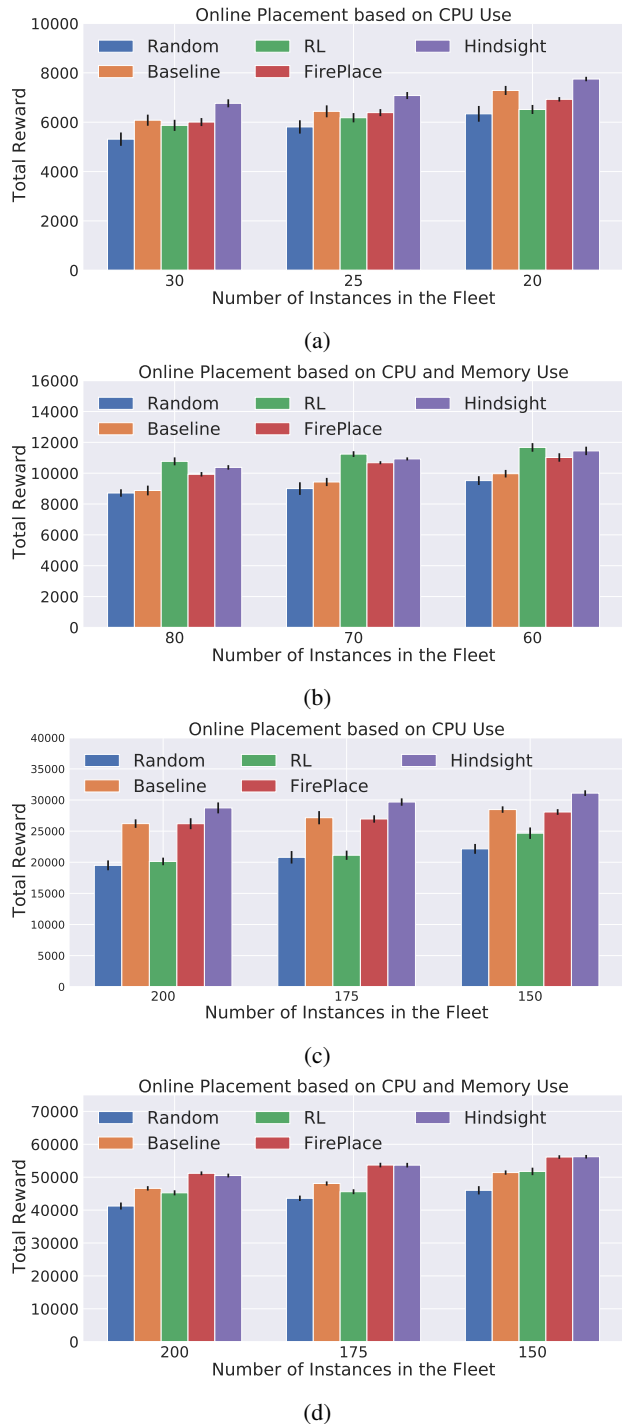 Online Placement based on CPU Use
10000
8000
6000
4000
2000
0
Total Reward
Random RL Hindsight
Baseline FirePlace
30 25 20
Number of Instances in the Fleet
(a)
Online Placement based on CPU and Memory Use
16000
14000
12000
10000
8000
6000
4000
2000
0
Total Reward
Random RL Hindsight
Baseline FirePlace
80 70 60
Number of Instances in the Fleet
(b)
Online Placement based on CPU Use
40000
35000
30000
25000
20000
15000
10000
5000
0
Total Reward
Random RL Hindsight
Baseline FirePlace
200 175 150
Number of Instances in the Fleet
(c)
Online Placement based on CPU and Memory Use
70000
60000
50000
40000
30000
20000
10000
0
Total Reward
Random RL Hindsight
Baseline FirePlace
200 175 150
Number of Instances in the Fleet
(d)